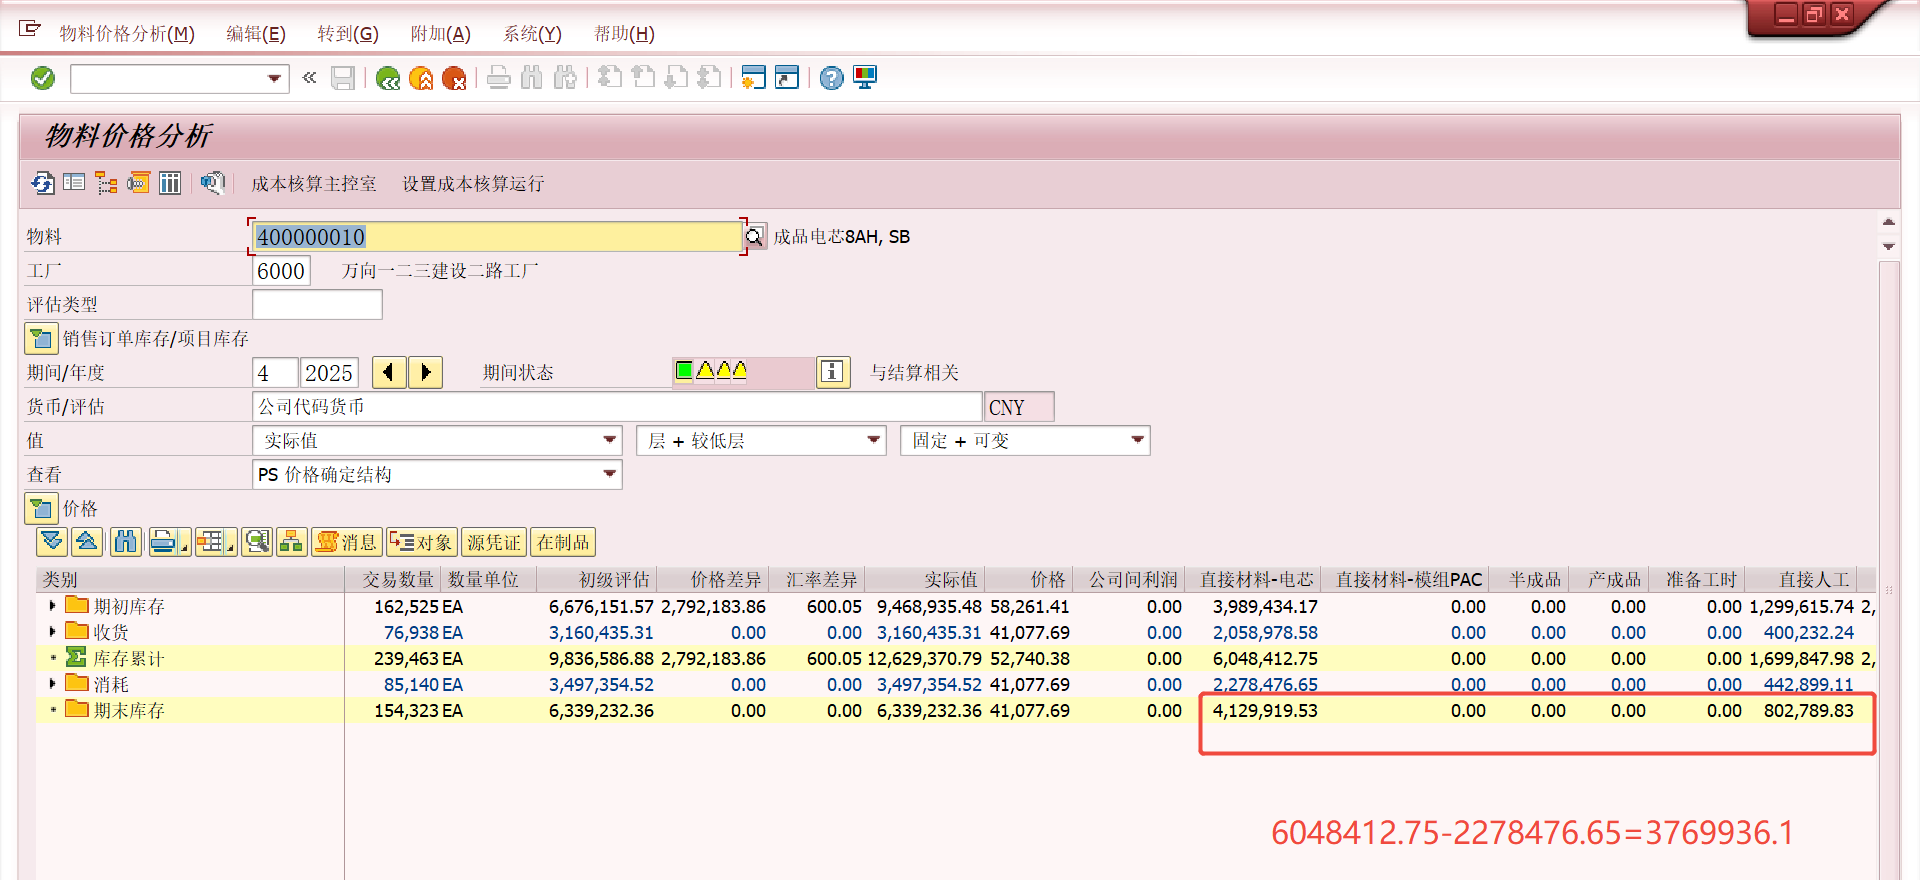 物料价格分析(M) 编辑(E) 转到(G) 附加(A) 系统(Y) 帮助(H)
物料价格分析
成本核算主控室 设置成本核算运行
物料 400000010 成品电芯8AH, SB
工厂 6000 万向一二三建设二路工厂
评估类型
销售订单库存/项目库存
期间/年度 4 2025 期间状态 与结算相关
货币/评估 公司代码货币 CNY
值 实际值 层 + 较低层 固定 + 可变
查看 PS 价格确定结构
价格
消息 对象 源凭证 在制品
类别 交易数量 数量单位 初级评估 价格差异 汇率差异 实际值 价格 公司间利润 直接材料-电芯 直接材料-模组PAC 半成品 产成品 准备工时 直接人工
期初库存 162,525 EA 6,676,151.57 2,792,183.86 600.05 9,468,935.48 58,261.41 0.00 3,989,434.17 0.00 0.00 0.00 0.00 1,299,615.74 2,
收货 76,938 EA 3,160,435.31 0.00 0.00 3,160,435.31 41,077.69 0.00 2,058,978.58 0.00 0.00 0.00 0.00 400,232.24
库存累计 239,463 EA 9,836,586.88 2,792,183.86 600.05 12,629,370.79 52,740.38 0.00 6,048,412.75 0.00 0.00 0.00 0.00 1,699,847.98 2,
消耗 85,140 EA 3,497,354.52 0.00 0.00 3,497,354.52 41,077.69 0.00 2,278,476.65 0.00 0.00 0.00 0.00 442,899.11
期末库存 154,323 EA 6,339,232.36 0.00 0.00 6,339,232.36 41,077.69 0.00 4,129,919.53 0.00 0.00 0.00 0.00 802,789.83
6048412.75-2278476.65=3769936.1